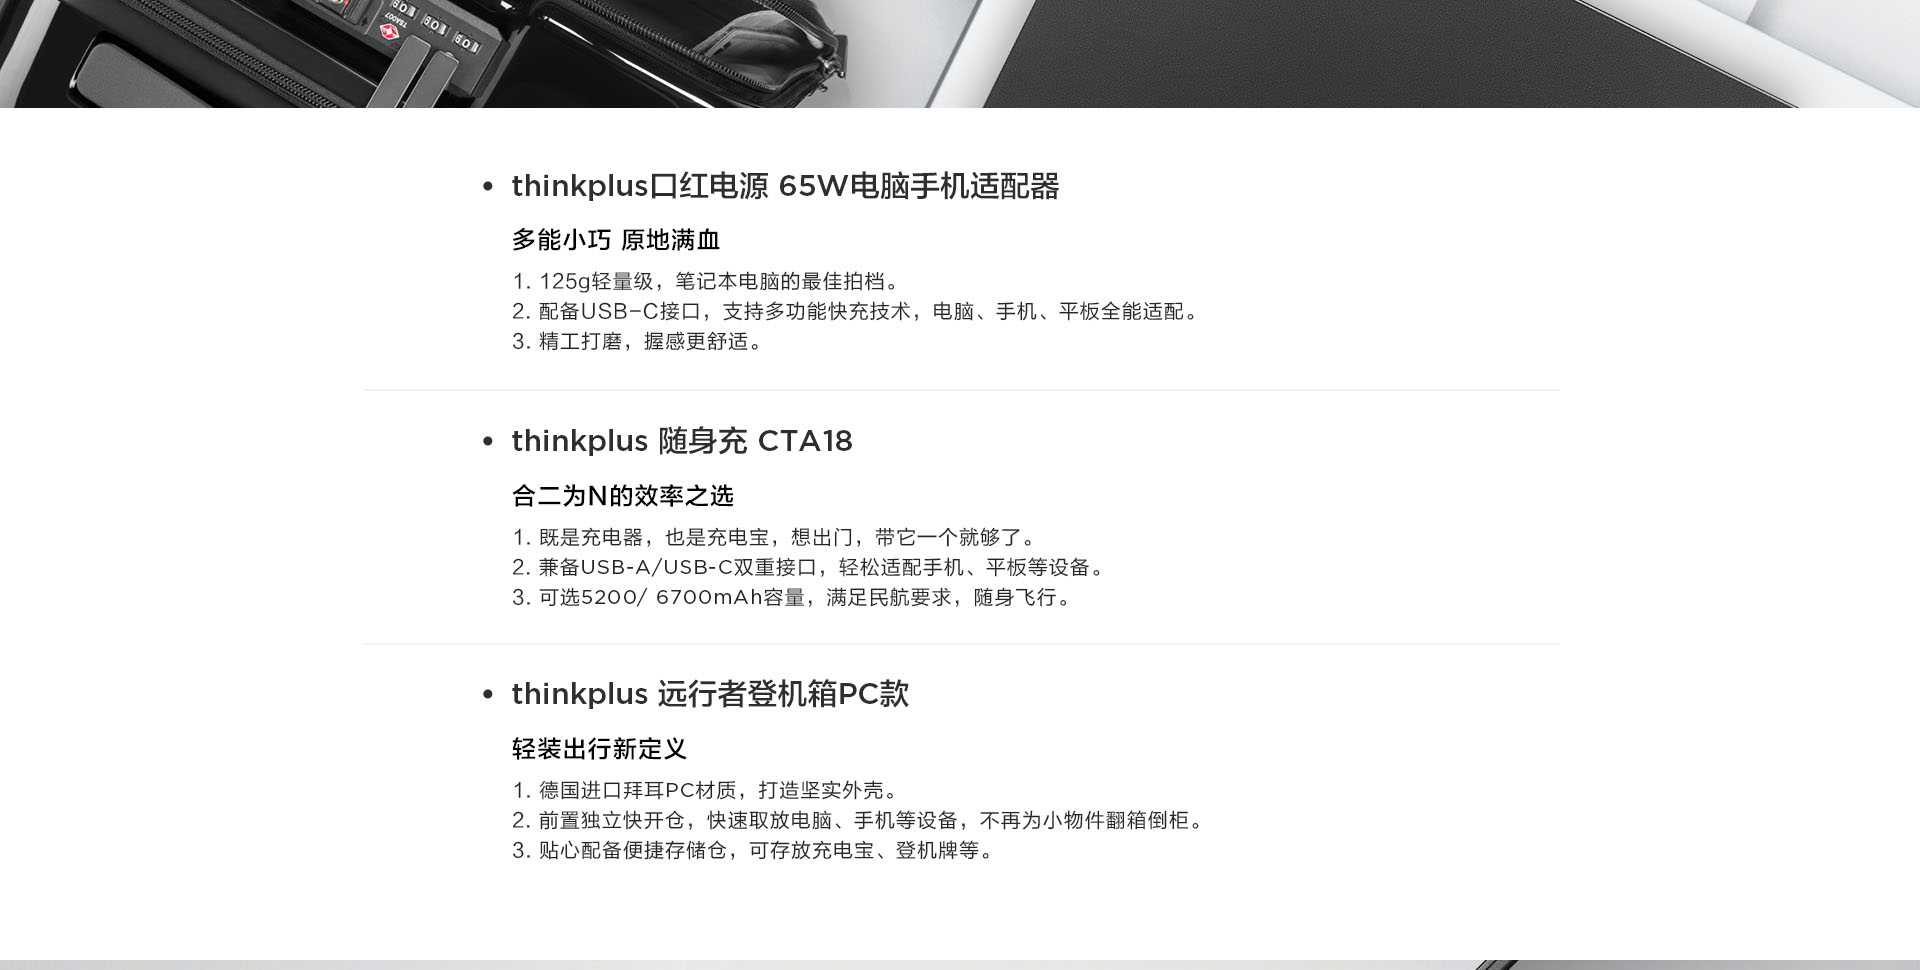 TSA007
thinkplus口红电源 65W电脑手机适配器
多能小巧 原地满血
1. 125g轻量级，笔记本电脑的最佳拍档。
2. 配备USB-C接口，支持多功能快充技术，电脑、手机、平板全能适配。
3. 精工打磨，握感更舒适。
thinkplus 随身充 CTA18
合二为N的效率之选
1. 既是充电器，也是充电宝，想出门，带它一个就够了。
2. 兼备USB-A/USB-C双重接口，轻松适配手机、平板等设备。
3. 可选5200/ 6700mAh容量，满足民航要求，随身飞行。
thinkplus 远行者登机箱PC款
轻装出行新定义
1. 德国进口拜耳PC材质，打造坚实外壳。
2. 前置独立快开仓，快速取放电脑、手机等设备，不再为小物件翻箱倒柜。
3. 贴心配备便捷存储仓，可存放充电宝、登机牌等。